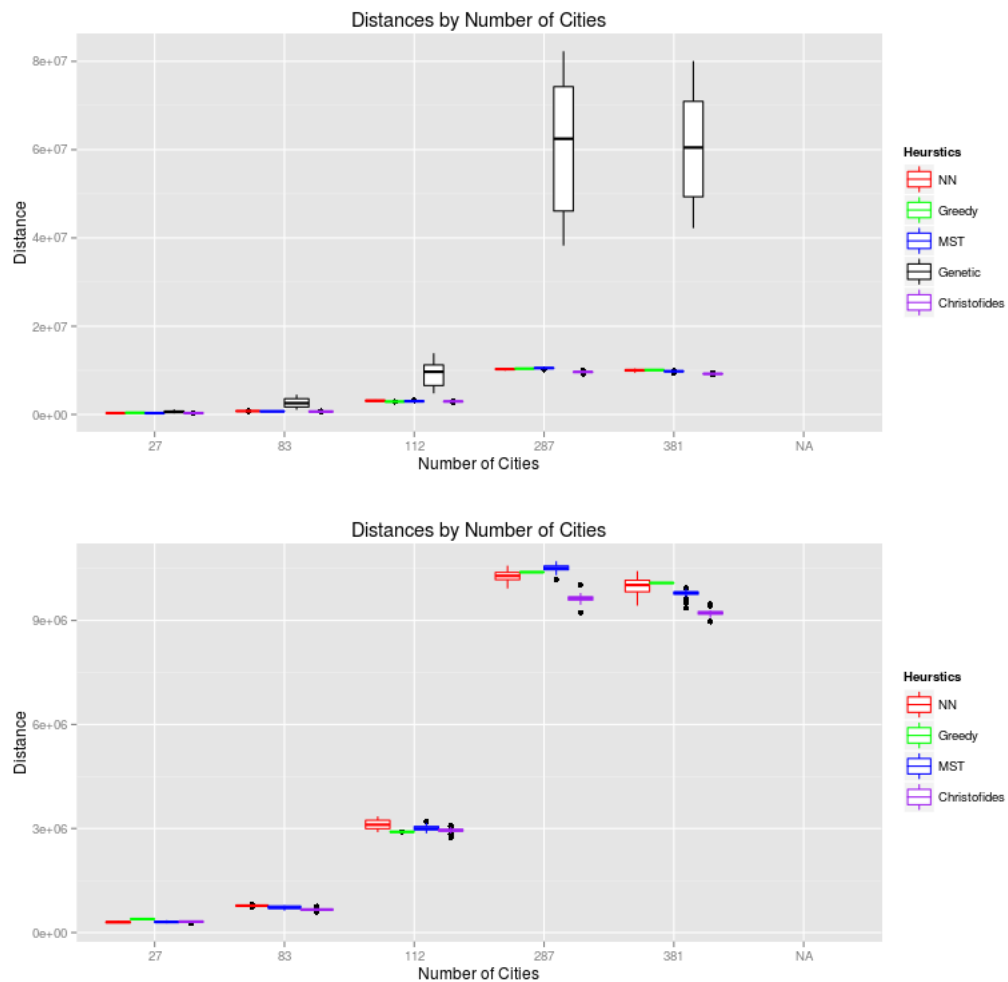 Distances by Number of Cities
8e+07
6e+07
4e+07
2e+07
0e+00
Distance
27 83 112 287 381 NA
Number of Cities
Heurstics
NN
Greedy
MST
Genetic
Christofides
Distances by Number of Cities
9e+06
6e+06
3e+06
0e+00
Distance
27 83 112 287 381 NA
Number of Cities
Heurstics
NN
Greedy
MST
Christofides